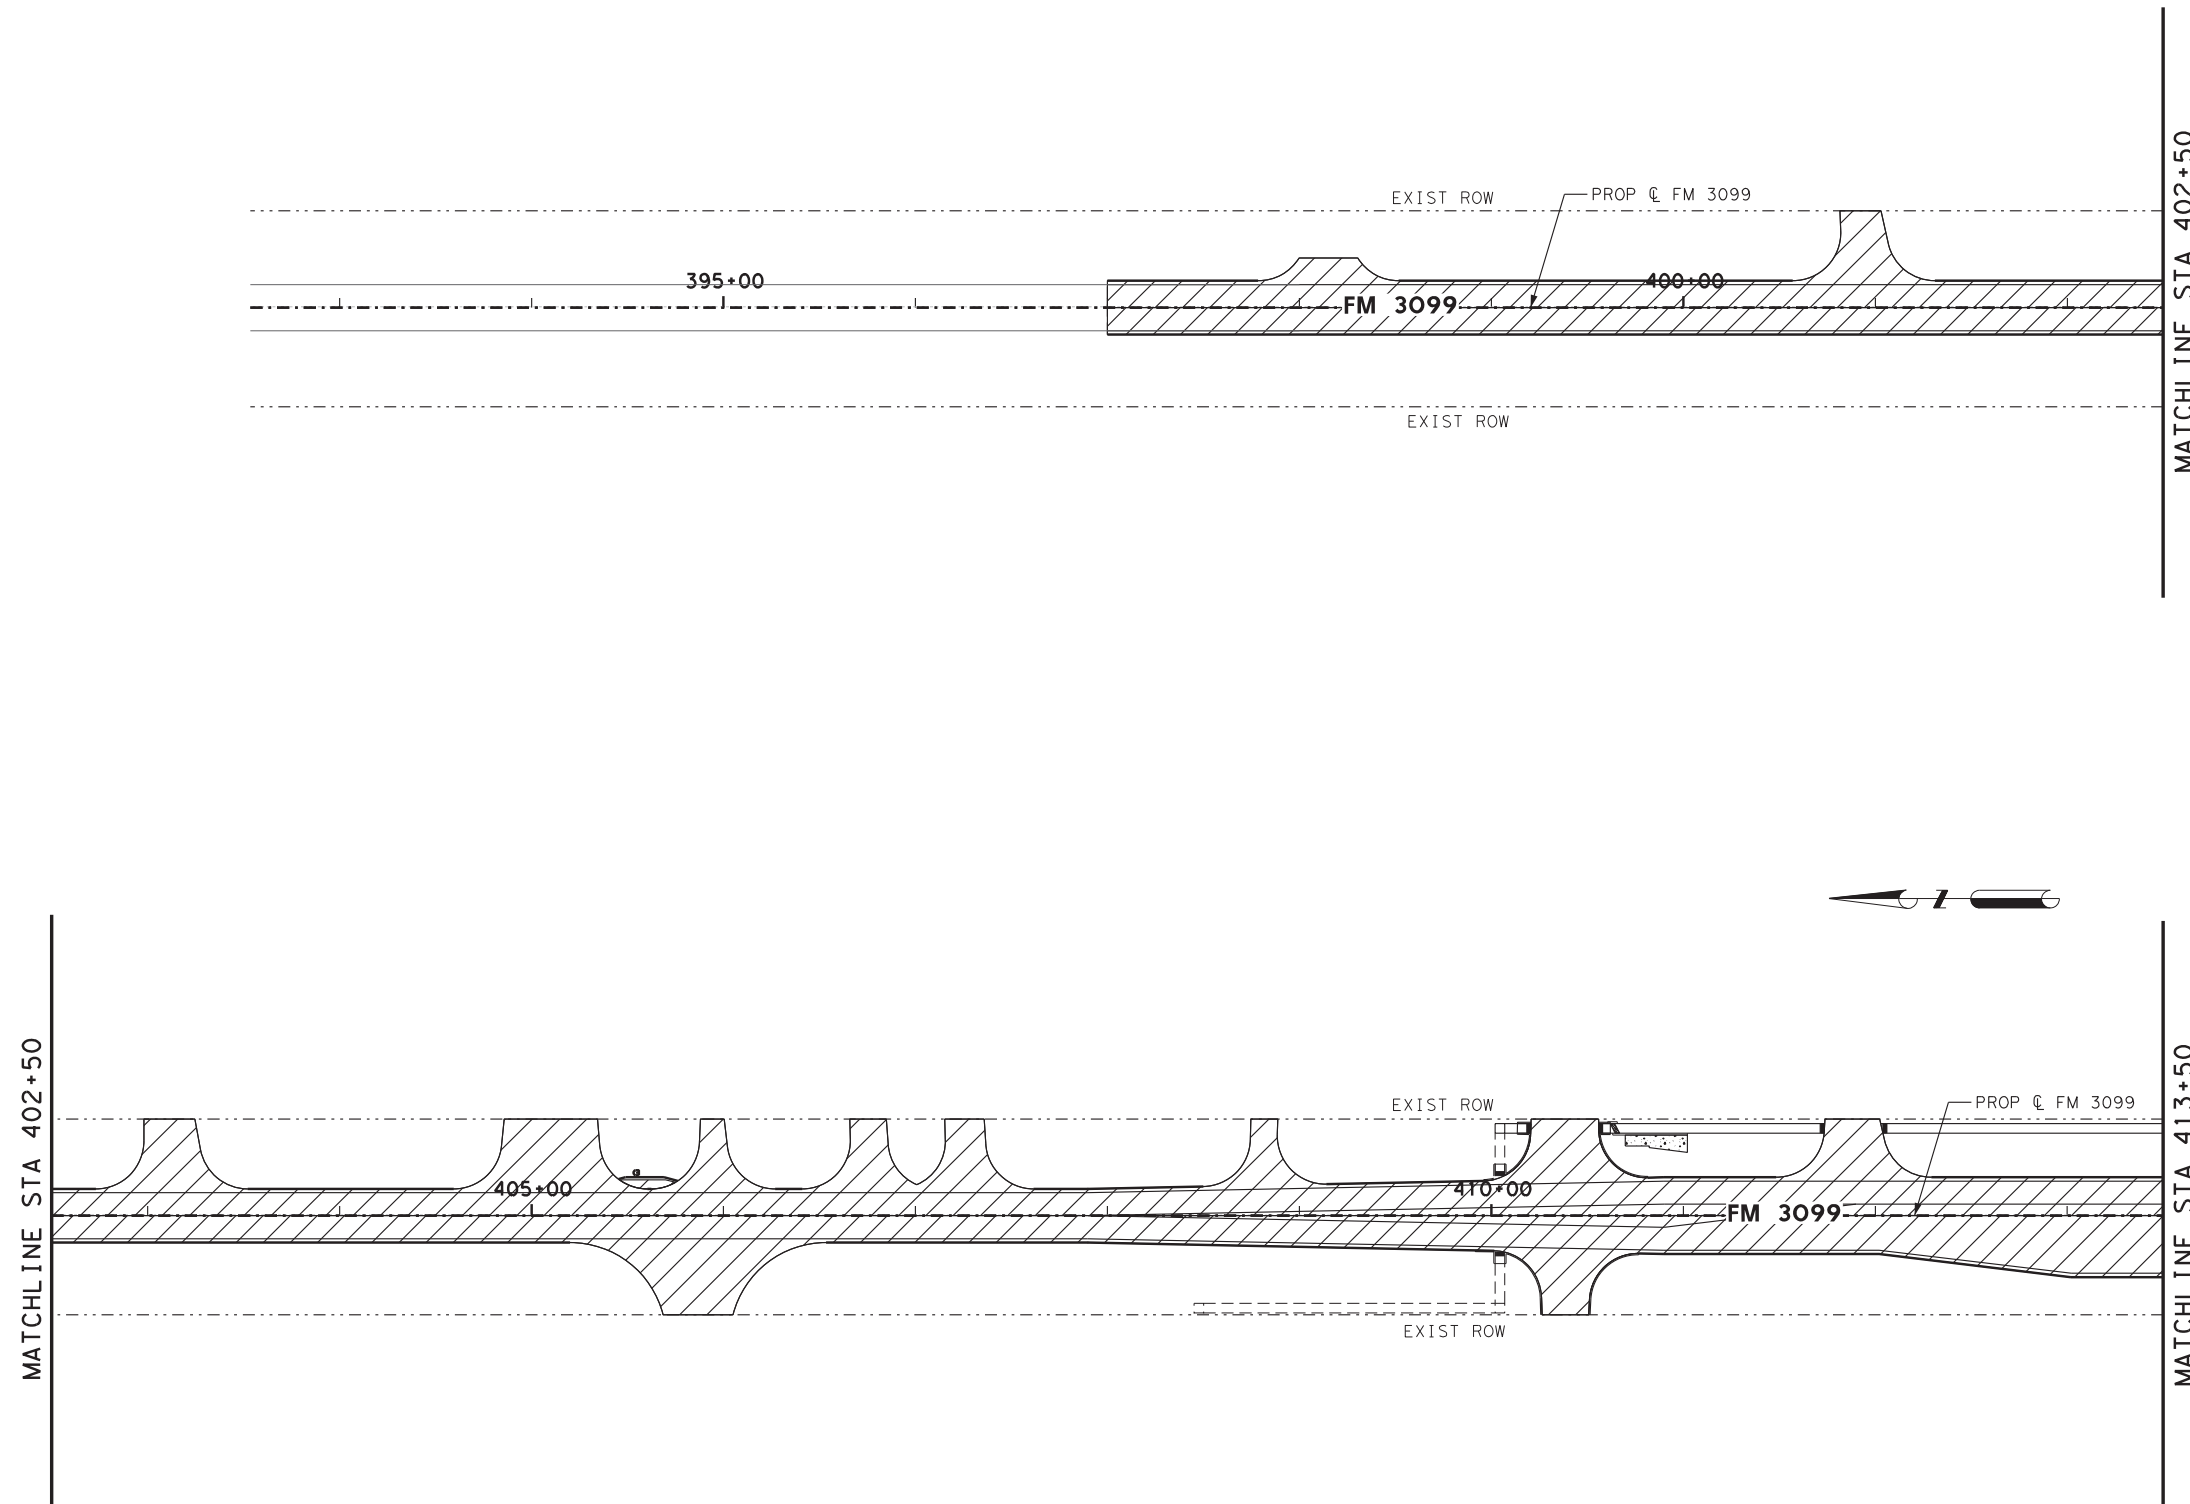 EXIST ROW
PROP ℄ FM 3099
395+00
400+00
FM 3099
EXIST ROW
MATCHLINE STA 402+50
MATCHLINE STA 402+50
EXIST ROW
PROP ℄ FM 3099
G
405+00
410+00
FM 3099
EXIST ROW
MATCHLINE STA 413+50
Z